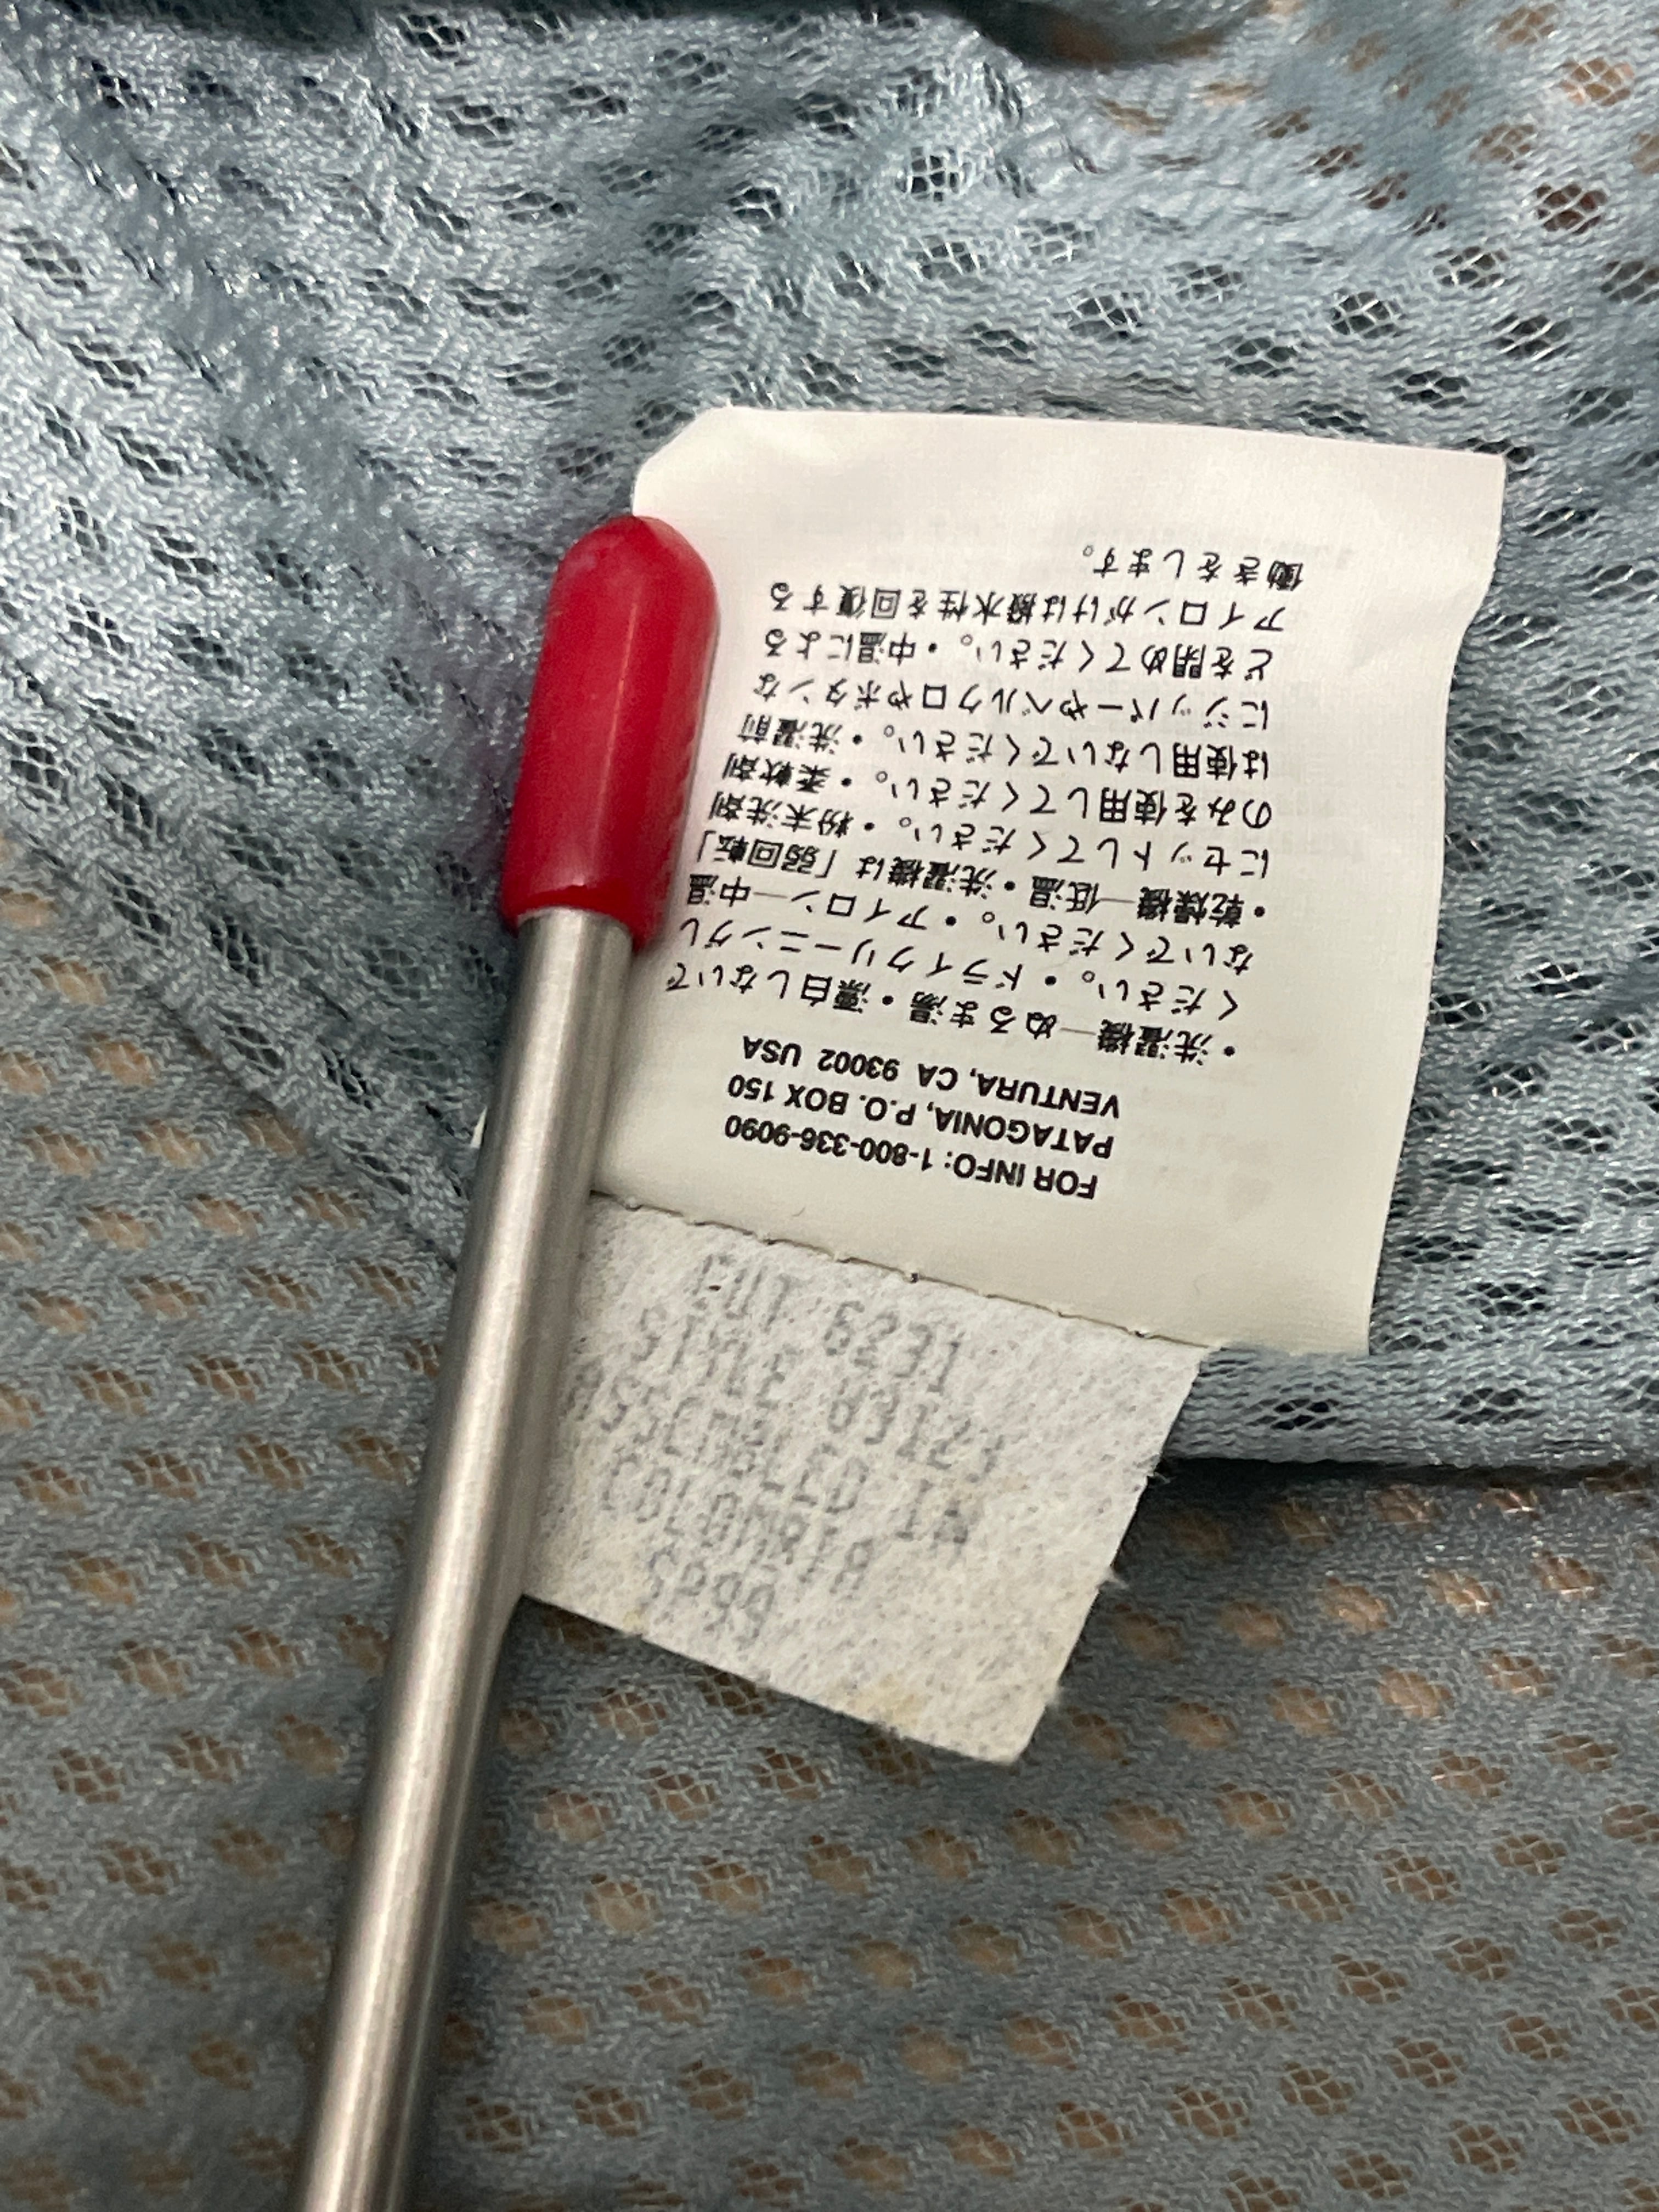 FOR INFO: 1-800-336-9090
PATAGONIA, P.O. BOX 150
VENTURA, CA 93002 USA
・洗濯機―ぬるま湯・漂白しないで
ください。・ドライクリーニングし
ないでください。・アイロン―中温
・乾燥機―低温・洗濯機は「弱回転」
にセットしてください。・粉末洗剤
のみを使用してください。・柔軟剤
は使用しないでください。・洗濯前
にジッパーやベルクロやボタンな
どを閉めてください。・中温による
アイロンがけは撥水性を回復する
働きをします。
CUT 6231
STYLE 83123
ASSEMBLED IN
COLOMBIA
SP99